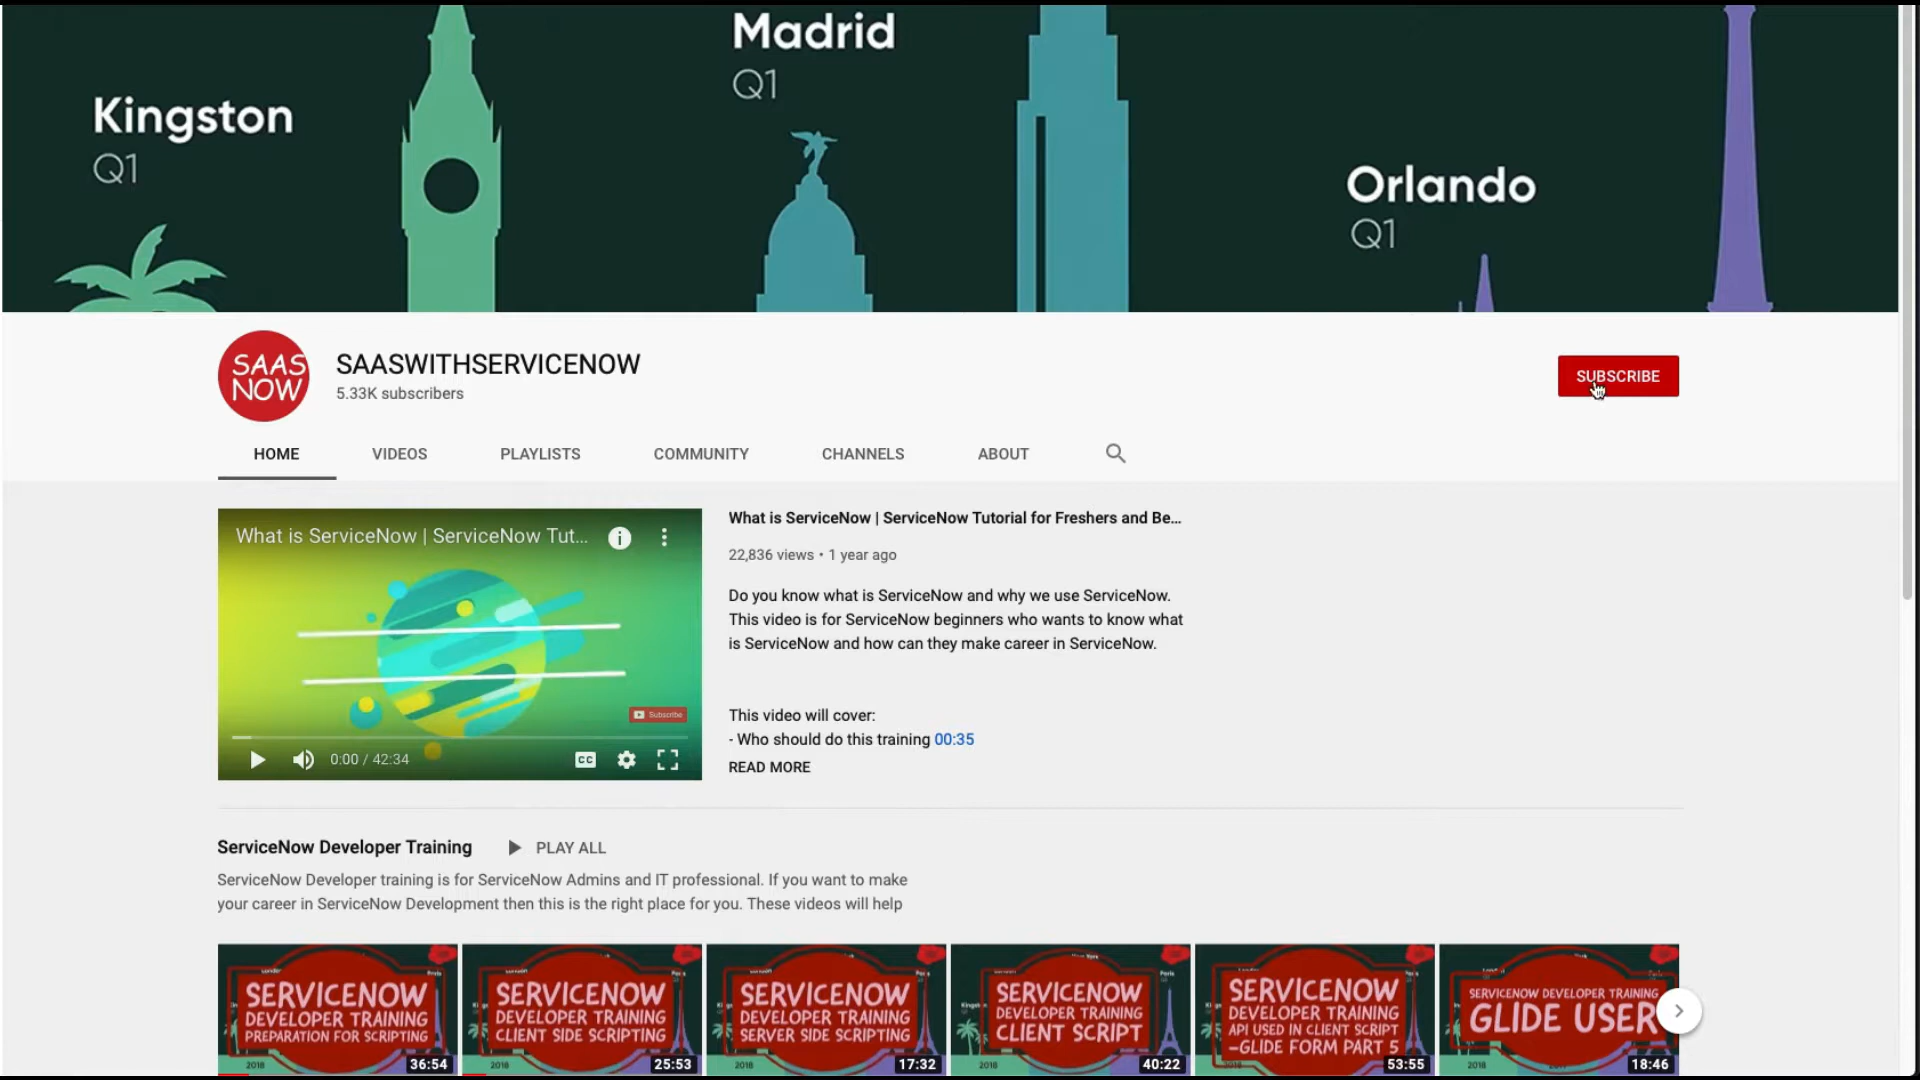 Madrid
Q1
Kingston
Q1
Orlando
Q1
SAAS
NOW
SAASWITHSERVICENOW
5.33K subscribers
SUBSCRIBE
HOME
VIDEOS
PLAYLISTS
COMMUNITY
CHANNELS
ABOUT
What is ServiceNow | ServiceNow Tut...
Subscribe
0:00 / 42:34
CC
What is ServiceNow | ServiceNow Tutorial for Freshers and Be...
22,836 views • 1 year ago
Do you know what is ServiceNow and why we use ServiceNow.
This video is for ServiceNow beginners who wants to know what
is ServiceNow and how can they make career in ServiceNow.
This video will cover:
- Who should do this training 00:35
READ MORE
ServiceNow Developer Training
PLAY ALL
ServiceNow Developer training is for ServiceNow Admins and IT professional. If you want to make
your career in ServiceNow Development then this is the right place for you. These videos will help
SERVICENOW
DEVELOPER TRAINING
PREPARATION FOR SCRIPTING
2018
36:54
SERVICENOW
DEVELOPER TRAINING
CLIENT SIDE SCRIPTING
2018
25:53
SERVICENOW
DEVELOPER TRAINING
SERVER SIDE SCRIPTING
2018
17:32
SERVICENOW
DEVELOPER TRAINING
CLIENT SCRIPT
2018
40:22
SERVICENOW
DEVELOPER TRAINING
API USED IN CLIENT SCRIPT
-GLIDE FORM PART 5
2018
53:55
SERVICENOW DEVELOPER TRAINING
GLIDE USER
2018
18:46